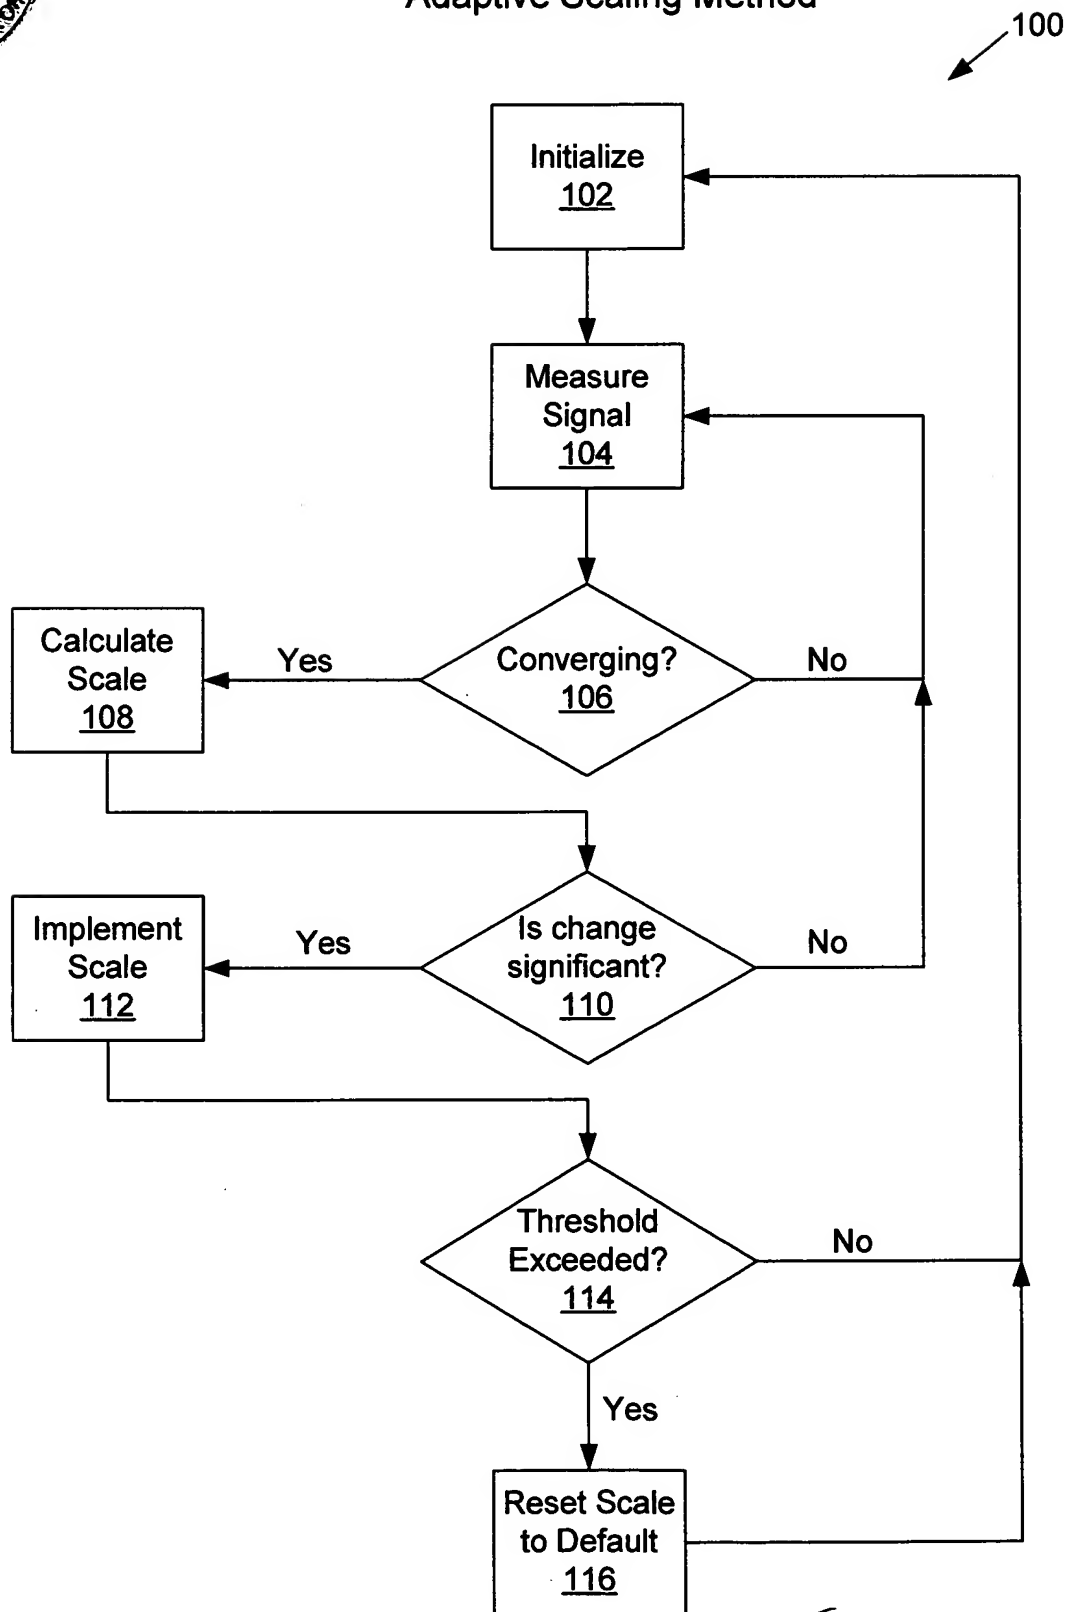 Adaptive Scaling Method
100
Initialize
102
Measure
Signal
104
Converging?
106
Yes
No
Calculate
Scale
108
Is change
significant?
110
Yes
No
Implement
Scale
112
Threshold
Exceeded?
114
No
Yes
Reset Scale
to Default
116